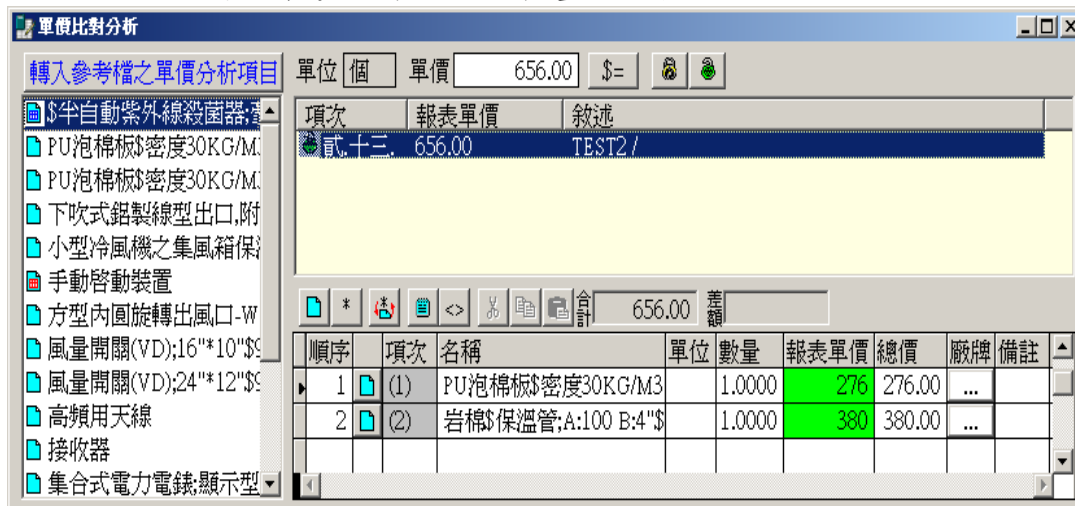 單價比對分析
轉入參考檔之單價分析項目
單位 個 單價 656.00 $=
$半自動紫外線殺菌器;
PU泡棉板$密度30KG/M
PU泡棉板$密度30KG/M
下吹式鋁製線型出口,附
小型冷風機之集風箱保
手動啓動裝置
方型內圓旋轉出風口-W
風量開關(VD);16"*10"$
風量開關(VD);24"*12"$
高頻用天線
接收器
集合式電力電錶;顯示型
項次 報表單價 敘述
貳.十三. 656.00 TEST2 /
* <> 合計 656.00 差額
順序 項次 名稱 單位 數量 報表單價 總價 廠牌 備註
1 (1) PU泡棉板$密度30KG/M3 1.0000 276 276.00 ...
2 (2) 岩棉$保溫管;A:100 B:4"$ 1.0000 380 380.00 ...